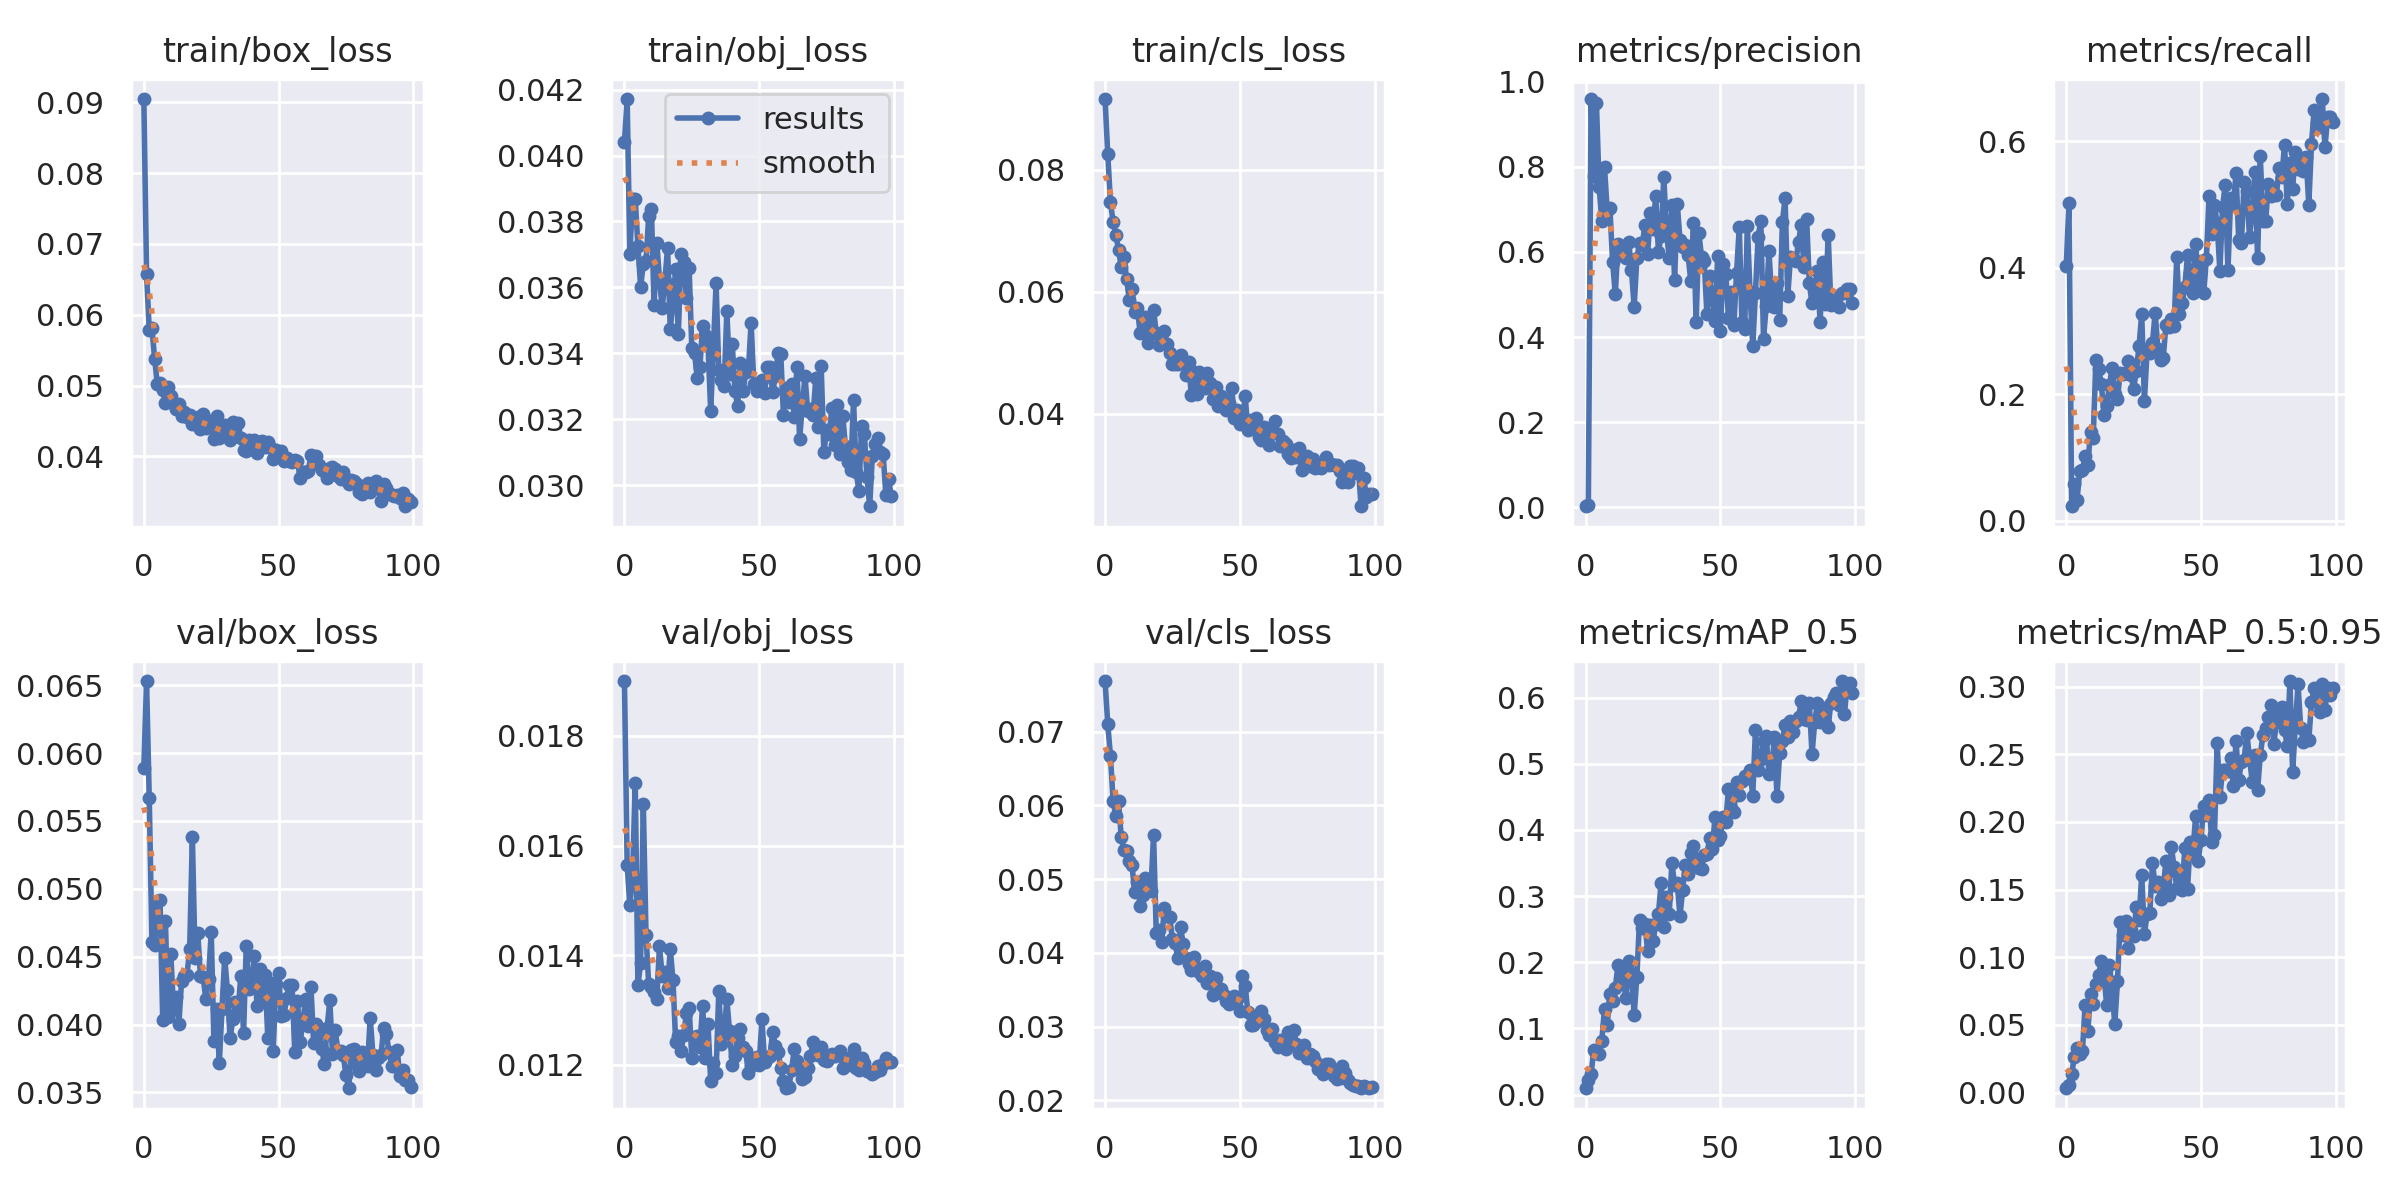 train/box_loss
0.09
0.08
0.07
0.06
0.05
0.04
0 50 100
train/obj_loss
0.042
0.040
0.038
0.036
0.034
0.032
0.030
results
smooth
0 50 100
train/cls_loss
0.08
0.06
0.04
0 50 100
metrics/precision
1.0
0.8
0.6
0.4
0.2
0.0
0 50 100
metrics/recall
0.6
0.4
0.2
0.0
0 50 100
val/box_loss
0.065
0.060
0.055
0.050
0.045
0.040
0.035
0 50 100
val/obj_loss
0.018
0.016
0.014
0.012
0 50 100
val/cls_loss
0.07
0.06
0.05
0.04
0.03
0.02
0 50 100
metrics/mAP_0.5
0.6
0.5
0.4
0.3
0.2
0.1
0.0
0 50 100
metrics/mAP_0.5:0.95
0.30
0.25
0.20
0.15
0.10
0.05
0.00
0 50 100